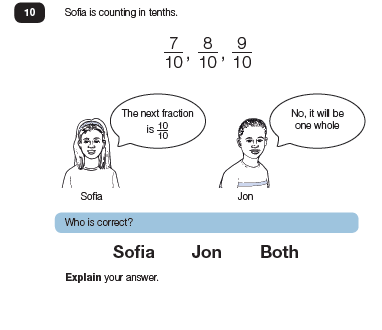 10 Sofia is counting in tenths.
7/10, 8/10, 9/10
The next fraction
is 10/10
No, it will be
one whole
Sofia Jon
Who is correct?
Sofia Jon Both
Explain your answer.